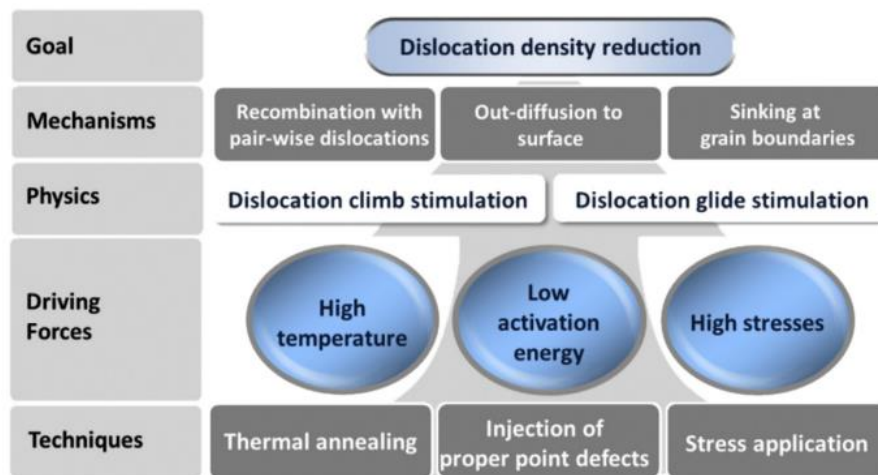 Goal
Dislocation density reduction
Mechanisms
Recombination with
pair-wise dislocations
Out-diffusion to
surface
Sinking at
grain boundaries
Physics
Dislocation climb stimulation
Dislocation glide stimulation
Driving
Forces
High
temperature
Low
activation
energy
High stresses
Techniques
Thermal annealing
Injection of
proper point defects
Stress application